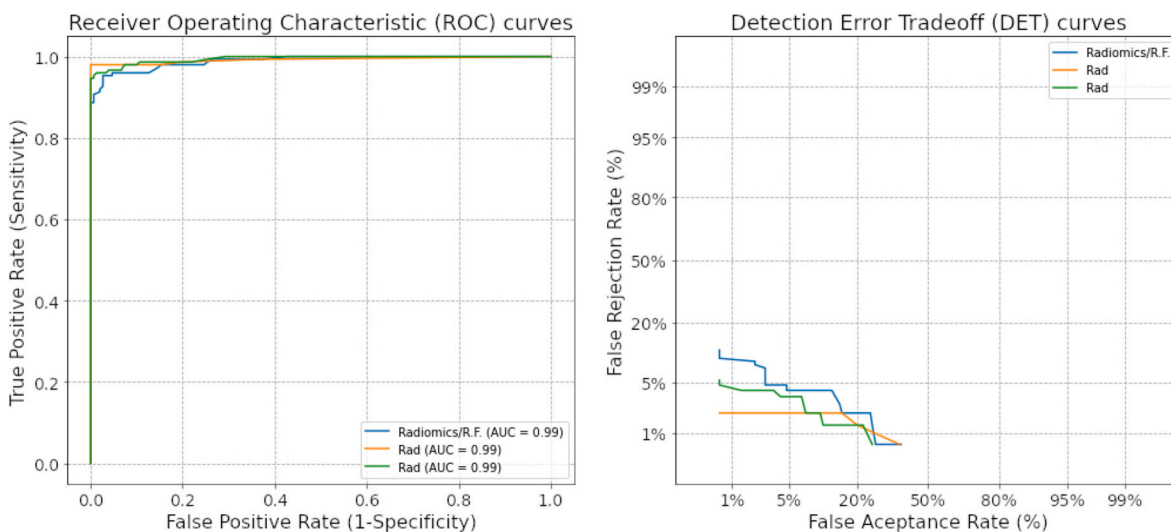 Receiver Operating Characteristic (ROC) curves
True Positive Rate (Sensitivity)
1.0
0.8
0.6
0.4
0.2
0.0
Radiomics/R.F. (AUC = 0.99)
Rad (AUC = 0.99)
Rad (AUC = 0.99)
0.0 0.2 0.4 0.6 0.8 1.0
False Positive Rate (1-Specificity)
Detection Error Tradeoff (DET) curves
False Rejection Rate (%)
Radiomics/R.F.
Rad
Rad
99%
95%
80%
50%
20%
5%
1%
1% 5% 20% 50% 80% 95% 99%
False Aceptance Rate (%)